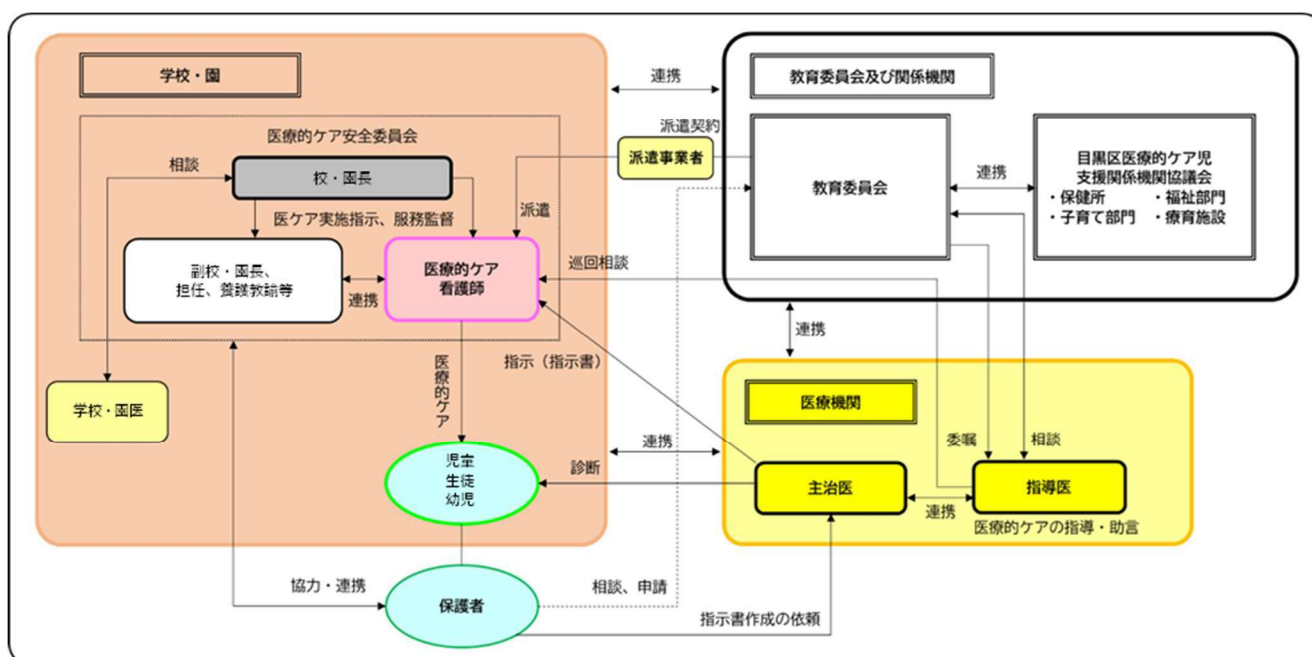 学校・園
連携
教育委員会及び関係機関
医療的ケア安全委員会
派遣契約
派遣事業者
相談
校・園長
教育委員会
連携
目黒区医療的ケア児
支援関係機関協議会
・保健所　・福祉部門
・子育て部門　・療育施設
医ケア実施指示、服務監督
派遣
副校・園長、
担任、養護教諭等
連携
医療的ケア
看護師
巡回相談
連携
指示（指示書）
医療的ケア
学校・園医
医療機関
連携
委嘱
相談
児童
生徒
幼児
診断
主治医
連携
指導医
医療的ケアの指導・助言
協力・連携
保護者
相談、申請
指示書作成の依頼